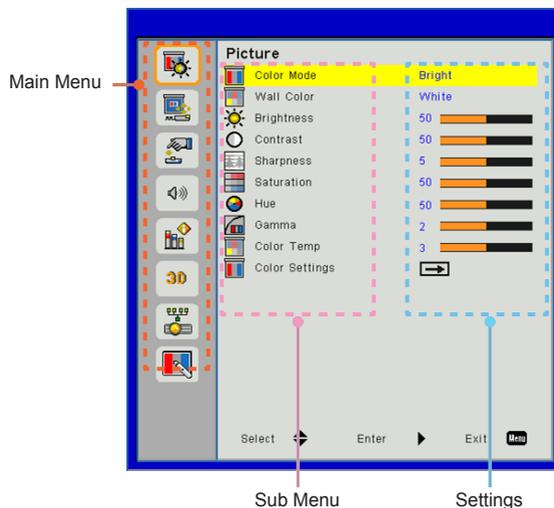 Picture
Main Menu
Color Mode Bright
Wall Color White
Brightness 50
Contrast 50
Sharpness 5
Saturation 50
Hue 50
Gamma 2
Color Temp 3
Color Settings
3D
Select Enter Exit Menu
Sub Menu Settings